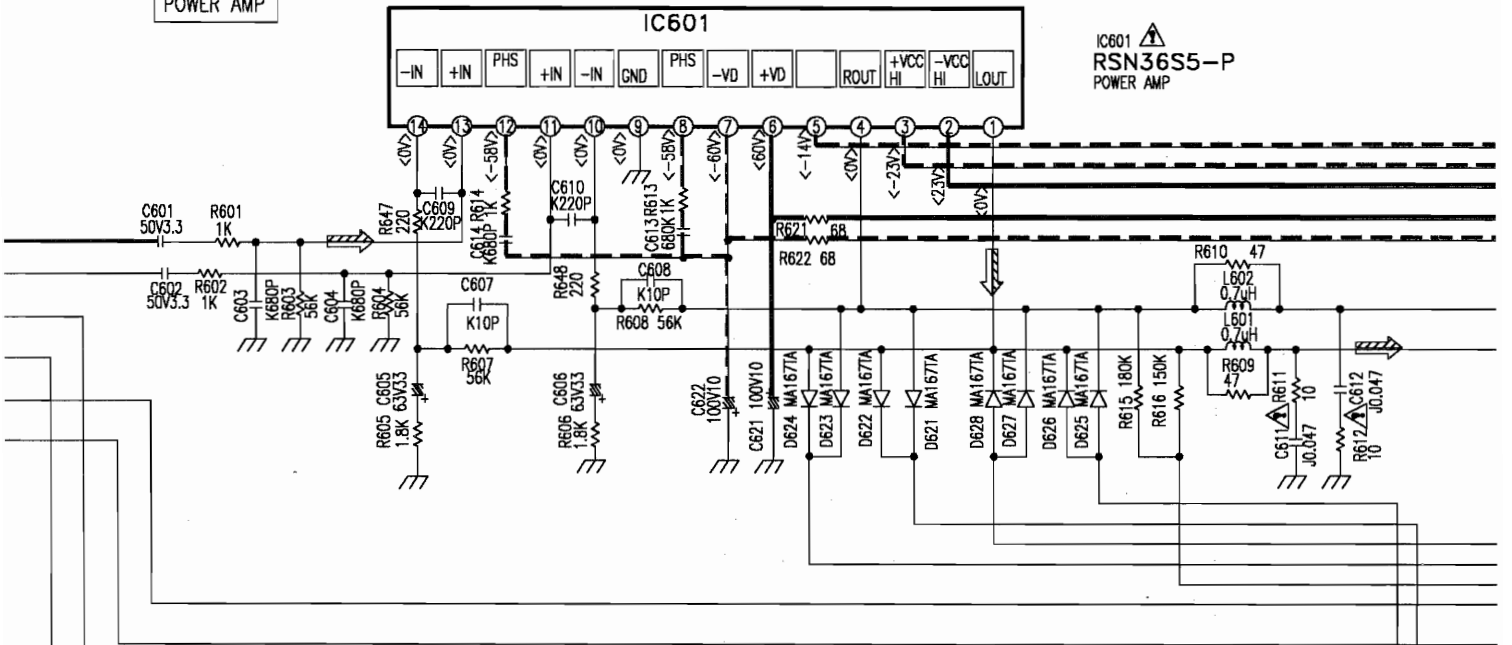 POWER AMP
IC601
IC601
RSN36S5-P
POWER AMP
-IN
+IN
PHS
+IN
-IN
GND
PHS
-VD
+VD
ROUT
+VCC
HI
-VCC
HI
LOUT
14
13
12
11
10
9
8
7
6
5
4
3
2
1
<0V>
<0V>
<-58V>
<0V>
<0V>
<0V>
<-58V>
<-60V>
<60V>
<-14V>
<0V>
<-23V>
<23V>
<0V>
C601
50V3.3
R601
1K
C602
50V3.3
R602
1K
C603
K680P
R603
56K
C604
K680P
R604
56K
R647
220
C609
K220P
C614
K680P
R614
1K
C610
K220P
C613
680K
R613
1K
R648
220
C607
K10P
R607
56K
C608
K10P
R608 56K
C605
63V33
R605
1.8K
C606
63V33
R606
1.8K
R621 68
R622 68
C622
100V10
C621 100V10
D624 MA167TA
D623 MA167TA
D622 MA167TA
D621 MA167TA
D628 MA167TA
D627 MA167TA
D626 MA167TA
D625 MA167TA
R615 180K
R616 150K
R610 47
L602
0.7uH
L601
0.7uH
R609
47
R611
10
C611
J0.047
C612
J0.047
R612
10